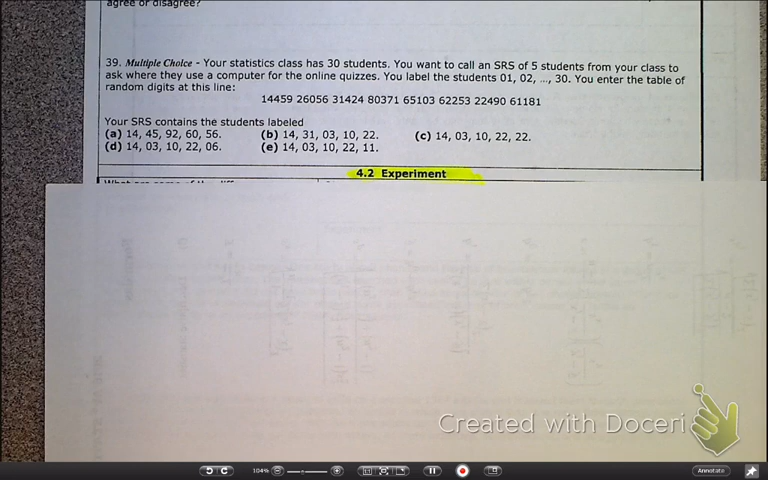 agree or disagree?
39. Multiple Choice - Your statistics class has 30 students. You want to call an SRS of 5 students from your class to
ask where they use a computer for the online quizzes. You label the students 01, 02, ..., 30. You enter the table of
random digits at this line:
14459 26056 31424 80371 65103 62253 22490 61181
Your SRS contains the students labeled
(a) 14, 45, 92, 60, 56. (b) 14, 31, 03, 10, 22. (c) 14, 03, 10, 22, 22.
(d) 14, 03, 10, 22, 06. (e) 14, 03, 10, 22, 11.
4.2 Experiment
Created with Doceri
104%
Annotate